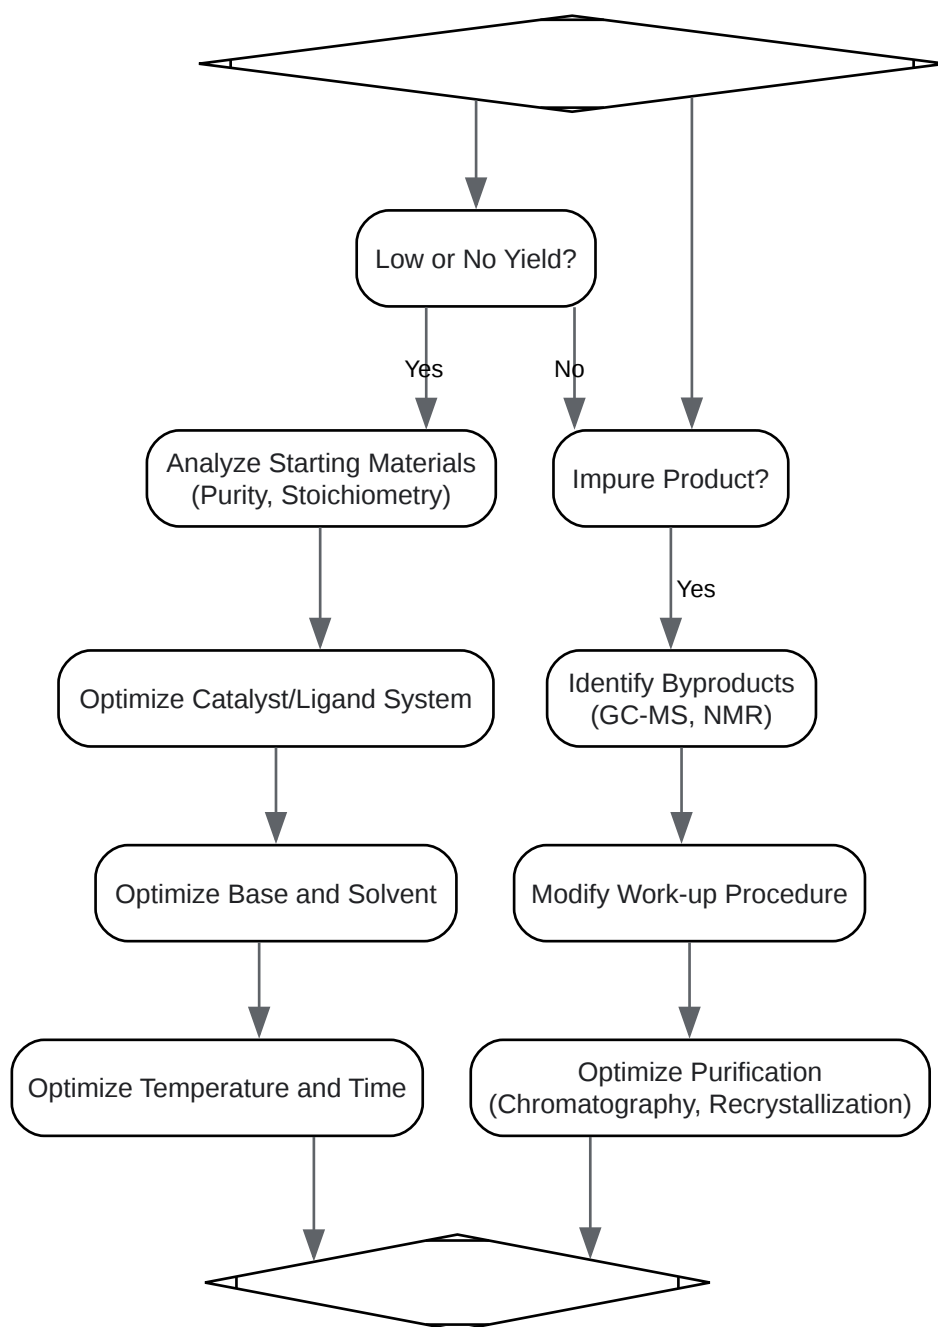 Low or No Yield?
Yes
No
Analyze Starting Materials
(Purity, Stoichiometry)
Impure Product?
Yes
Optimize Catalyst/Ligand System
Identify Byproducts
(GC-MS, NMR)
Optimize Base and Solvent
Modify Work-up Procedure
Optimize Temperature and Time
Optimize Purification
(Chromatography, Recrystallization)